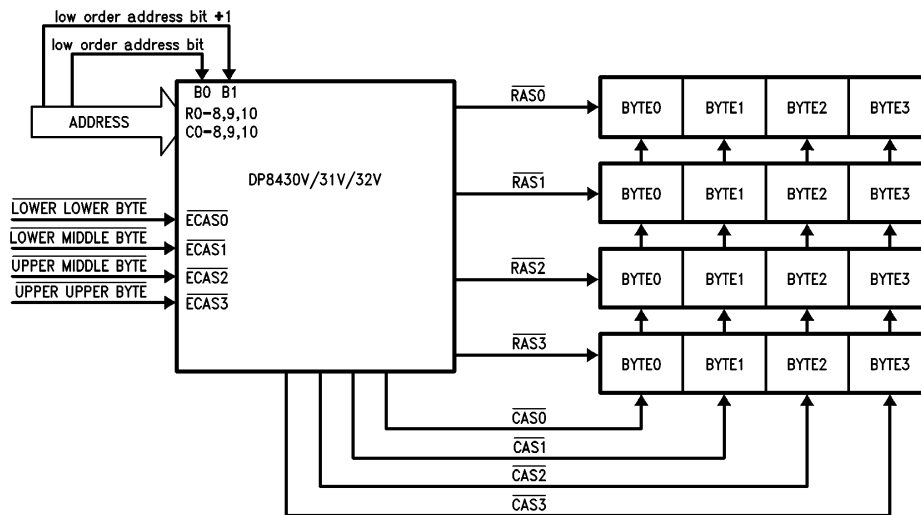 low order address bit +1
low order address bit
B0 B1
ADDRESS
R0-8,9,10
C0-8,9,10
DP8430V/31V/32V
LOWER LOWER BYTE
LOWER MIDDLE BYTE
UPPER MIDDLE BYTE
UPPER UPPER BYTE
ECAS0
ECAS1
ECAS2
ECAS3
RAS0
RAS1
RAS2
RAS3
BYTE0 BYTE1 BYTE2 BYTE3
BYTE0 BYTE1 BYTE2 BYTE3
BYTE0 BYTE1 BYTE2 BYTE3
BYTE0 BYTE1 BYTE2 BYTE3
CAS0
CAS1
CAS2
CAS3